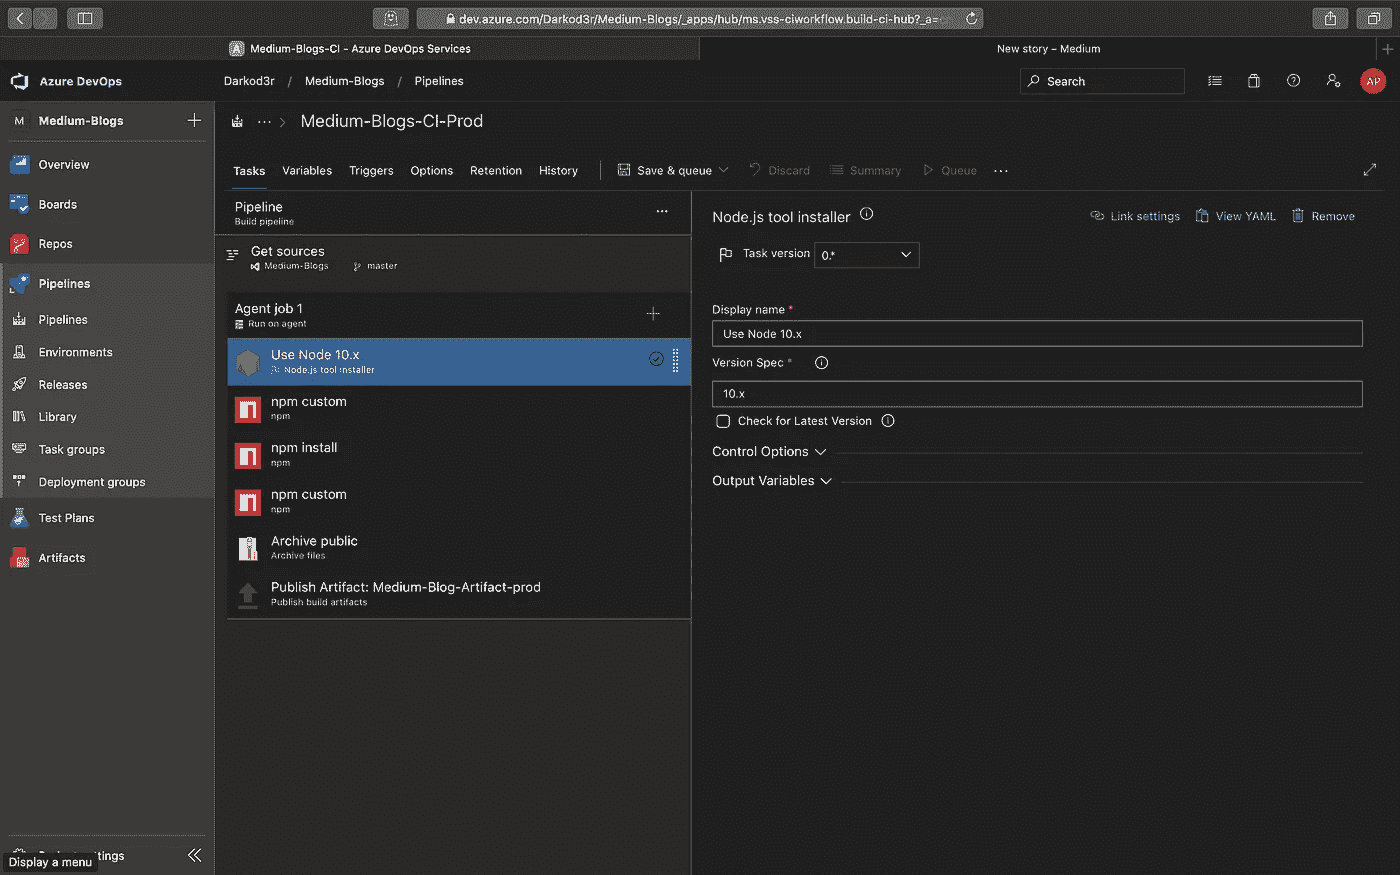 dev.azure.com/Darkod3r/Medium-Blogs/_apps/hub/ms.vss-ciworkflow.build-ci-hub?_a=
Medium-Blogs-CI - Azure DevOps Services
New story – Medium
Azure DevOps
Darkod3r / Medium-Blogs / Pipelines
Search
AP
M Medium-Blogs
Medium-Blogs-CI-Prod
Overview
Boards
Repos
Pipelines
Pipelines
Environments
Releases
Library
Task groups
Deployment groups
Test Plans
Artifacts
Tasks Variables Triggers Options Retention History Save & queue Discard Summary Queue
Pipeline
Build pipeline
Get sources
Medium-Blogs master
Agent job 1
Run on agent
Use Node 10.x
Node.js tool installer
npm custom
npm
npm install
npm
npm custom
npm
Archive public
Archive files
Publish Artifact: Medium-Blog-Artifact-prod
Publish build artifacts
Node.js tool installer
Link settings View YAML Remove
Task version 0.*
Display name *
Use Node 10.x
Version Spec *
10.x
Check for Latest Version
Control Options
Output Variables
Display a menu